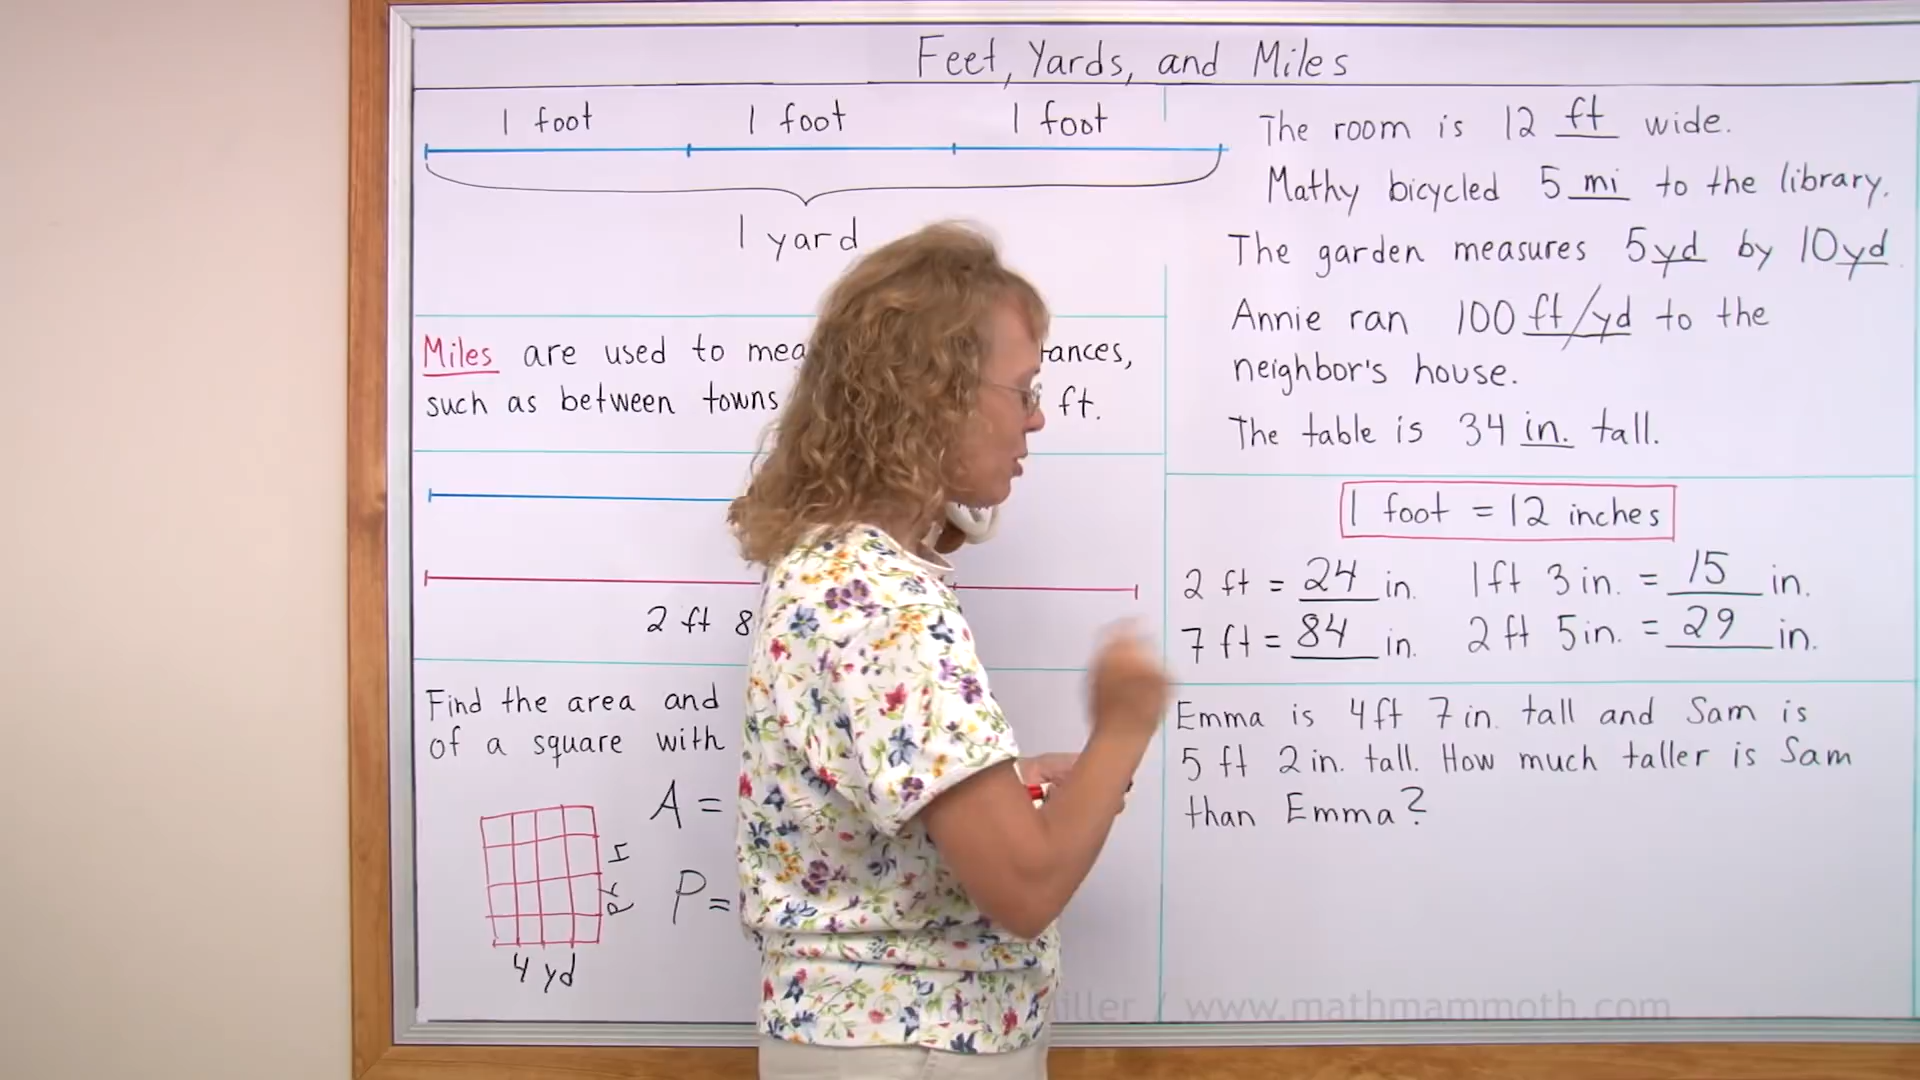 Feet, Yards, and Miles
1 foot 1 foot 1 foot
1 yard
Miles are used to
such as between towns ft.
2 ft 8
Find the area and
of a square with
A =
P =
4 yd
The room is 12 ft wide.
Mathy bicycled 5 mi to the library.
The garden measures 5 yd by 10 yd
Annie ran 100 ft/yd to the
neighbor's house.
The table is 34 in. tall.
1 foot = 12 inches
2 ft = 24 in. 1 ft 3 in. = 15 in.
7 ft = 84 in. 2 ft 5 in. = 29 in.
Emma is 4 ft 7 in. tall and Sam is
5 ft 2 in. tall. How much taller is Sam
than Emma?
/ www.mathmammoth.com